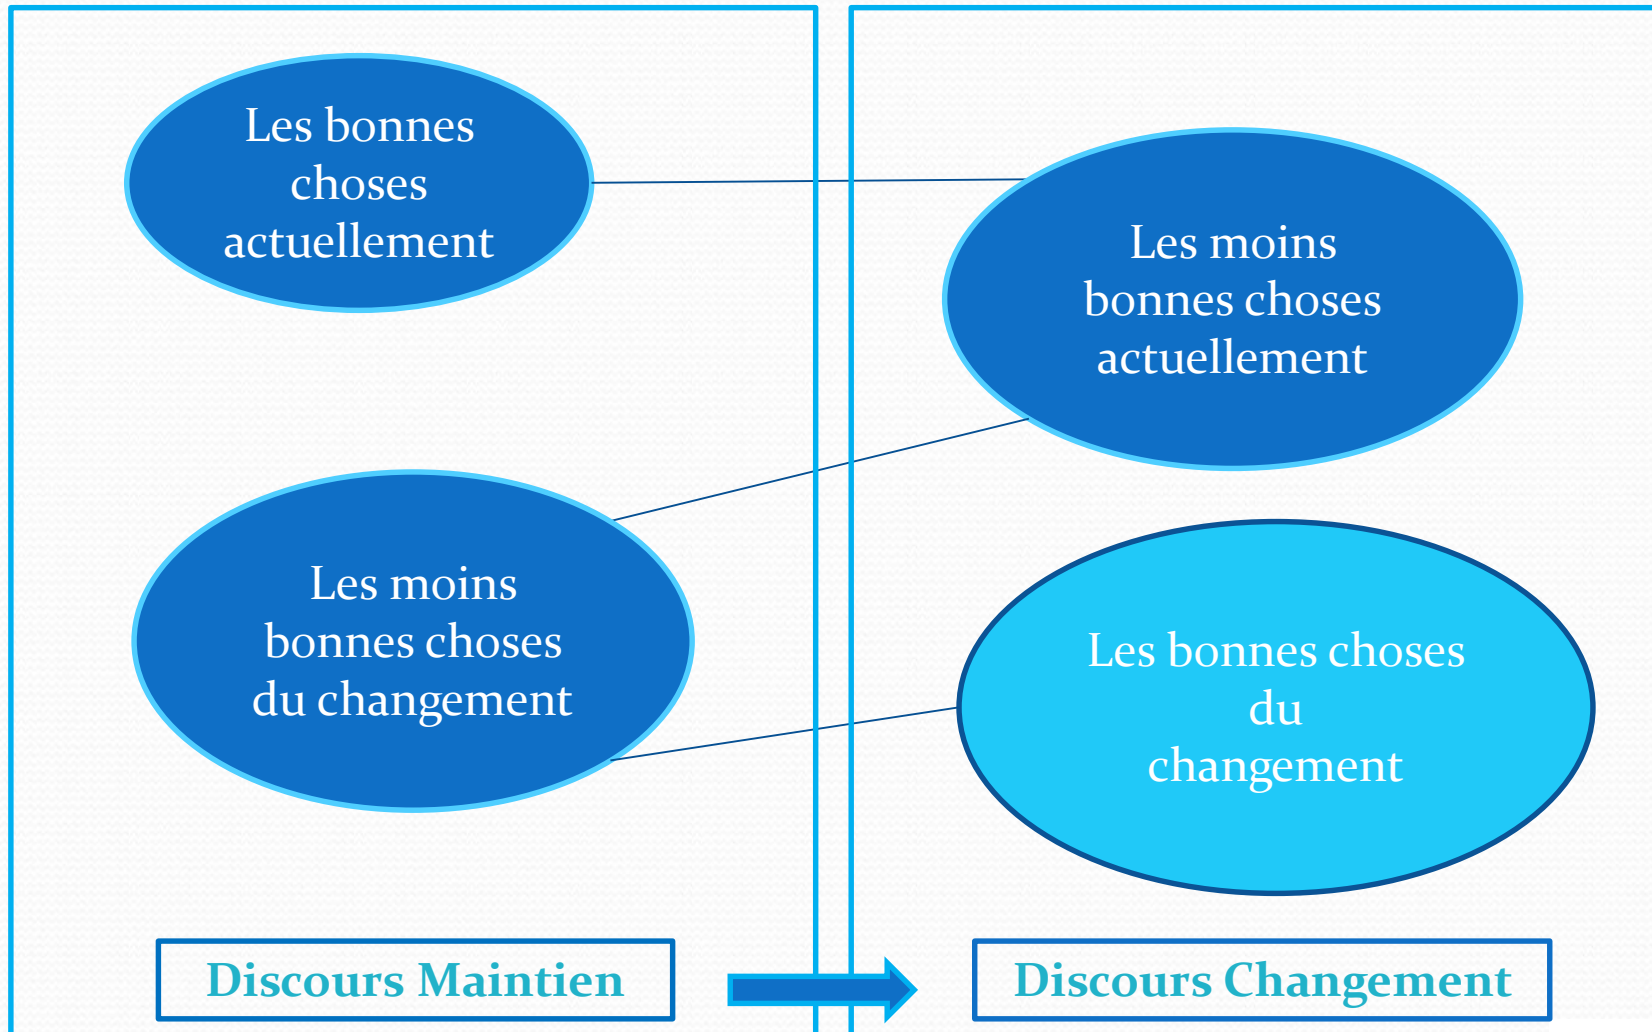 Les bonnes
choses
actuellement
Les moins
bonnes choses
actuellement
Les moins
bonnes choses
du changement
Les bonnes choses
du
changement
Discours Maintien
Discours Changement